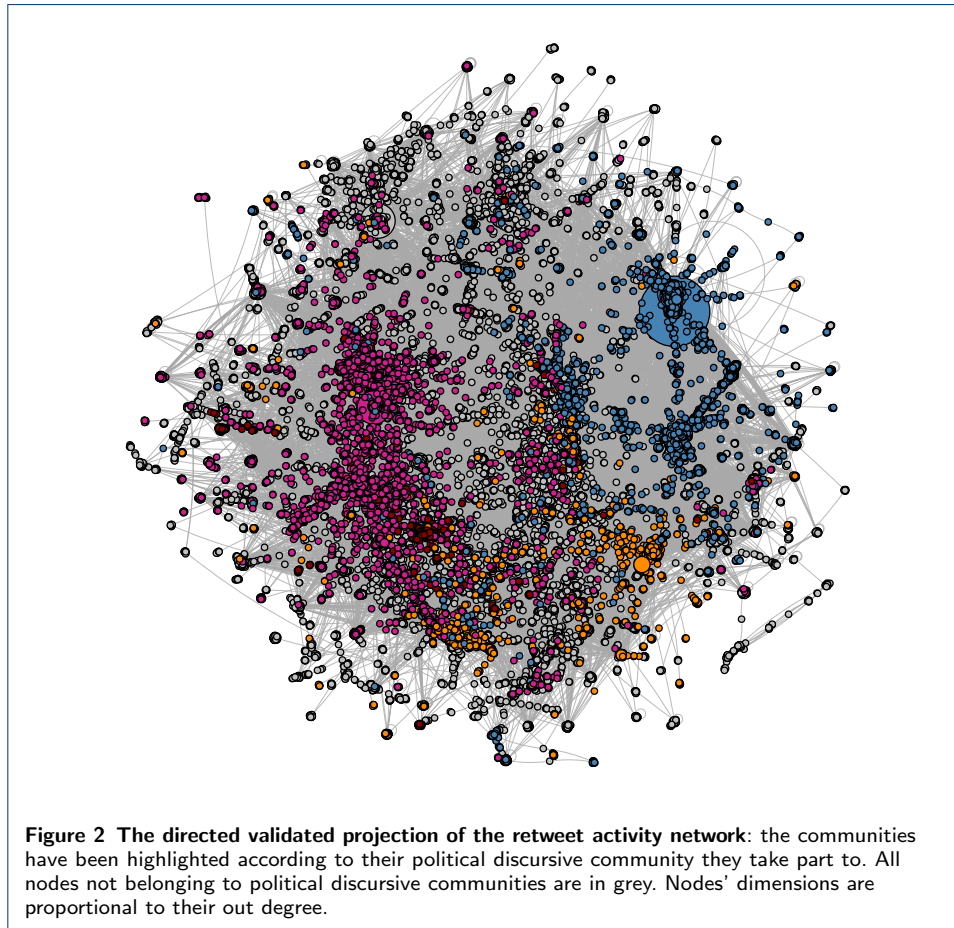 Figure 2 The directed validated projection of the retweet activity network: the communities
have been highlighted according to their political discursive community they take part to. All
nodes not belonging to political discursive communities are in grey. Nodes' dimensions are
proportional to their out degree.